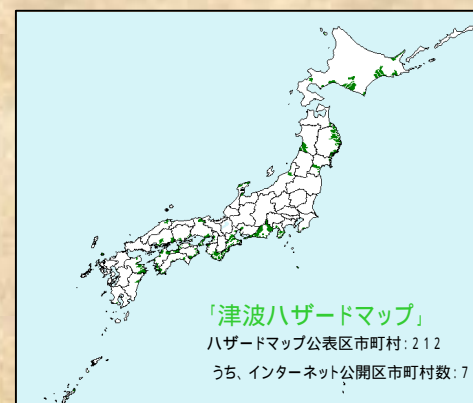 「津波ハザードマップ」
ハザードマップ公表区市町村:212
うち、インターネット公開区市町村数:7